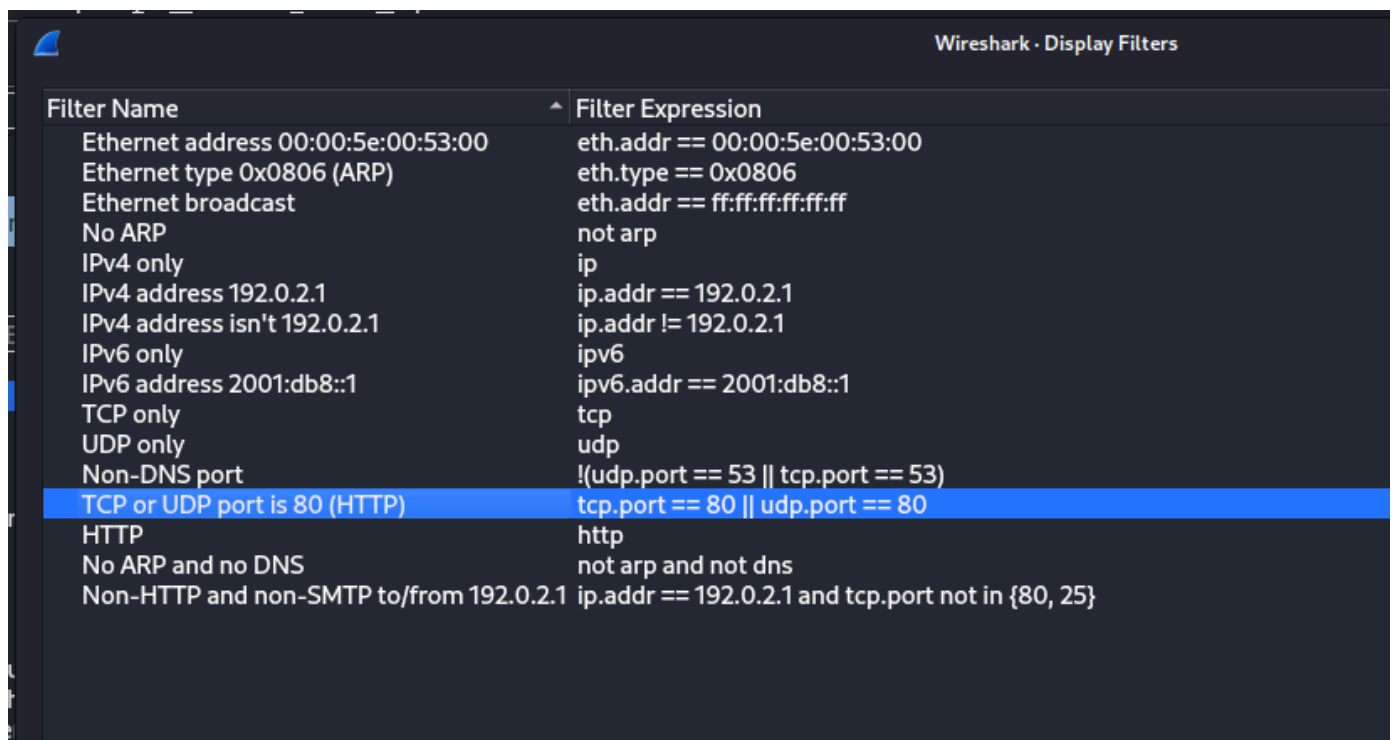 Wireshark · Display Filters
Filter Name Filter Expression
Ethernet address 00:00:5e:00:53:00 eth.addr == 00:00:5e:00:53:00
Ethernet type 0x0806 (ARP) eth.type == 0x0806
Ethernet broadcast eth.addr == ff:ff:ff:ff:ff:ff
No ARP not arp
IPv4 only ip
IPv4 address 192.0.2.1 ip.addr == 192.0.2.1
IPv4 address isn't 192.0.2.1 ip.addr != 192.0.2.1
IPv6 only ipv6
IPv6 address 2001:db8::1 ipv6.addr == 2001:db8::1
TCP only tcp
UDP only udp
Non-DNS port !(udp.port == 53 || tcp.port == 53)
TCP or UDP port is 80 (HTTP) tcp.port == 80 || udp.port == 80
HTTP http
No ARP and no DNS not arp and not dns
Non-HTTP and non-SMTP to/from 192.0.2.1 ip.addr == 192.0.2.1 and tcp.port not in {80, 25}